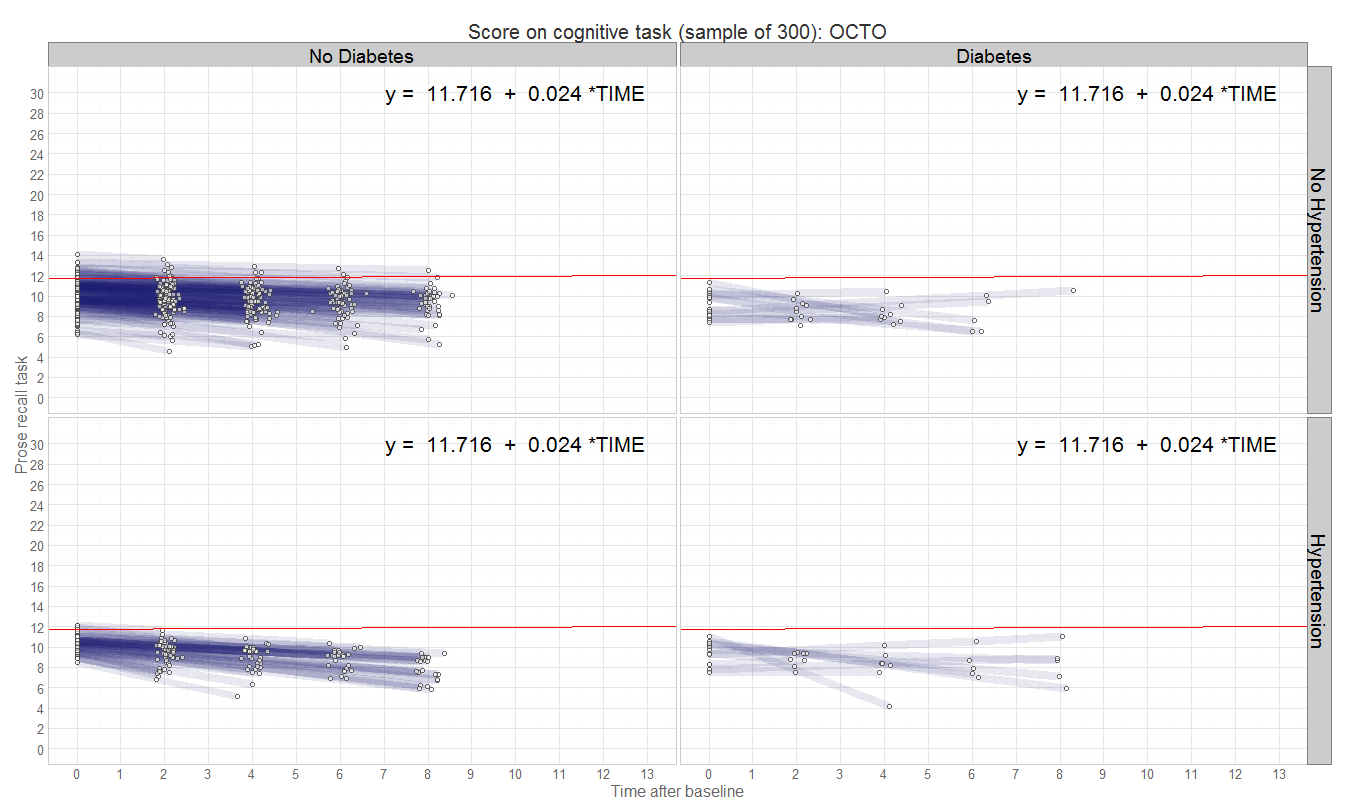 Score on cognitive task (sample of 300): OCTO
No Diabetes
Diabetes
y = 11.716 + 0.024 *TIME
y = 11.716 + 0.024 *TIME
30
28
26
24
22
20
18
16
14
12
10
8
6
4
2
0
No Hypertension
Prose recall task
y = 11.716 + 0.024 *TIME
y = 11.716 + 0.024 *TIME
30
28
26
24
22
20
18
16
14
12
10
8
6
4
2
0
Hypertension
0 1 2 3 4 5 6 7 8 9 10 11 12 13
0 1 2 3 4 5 6 7 8 9 10 11 12 13
Time after baseline